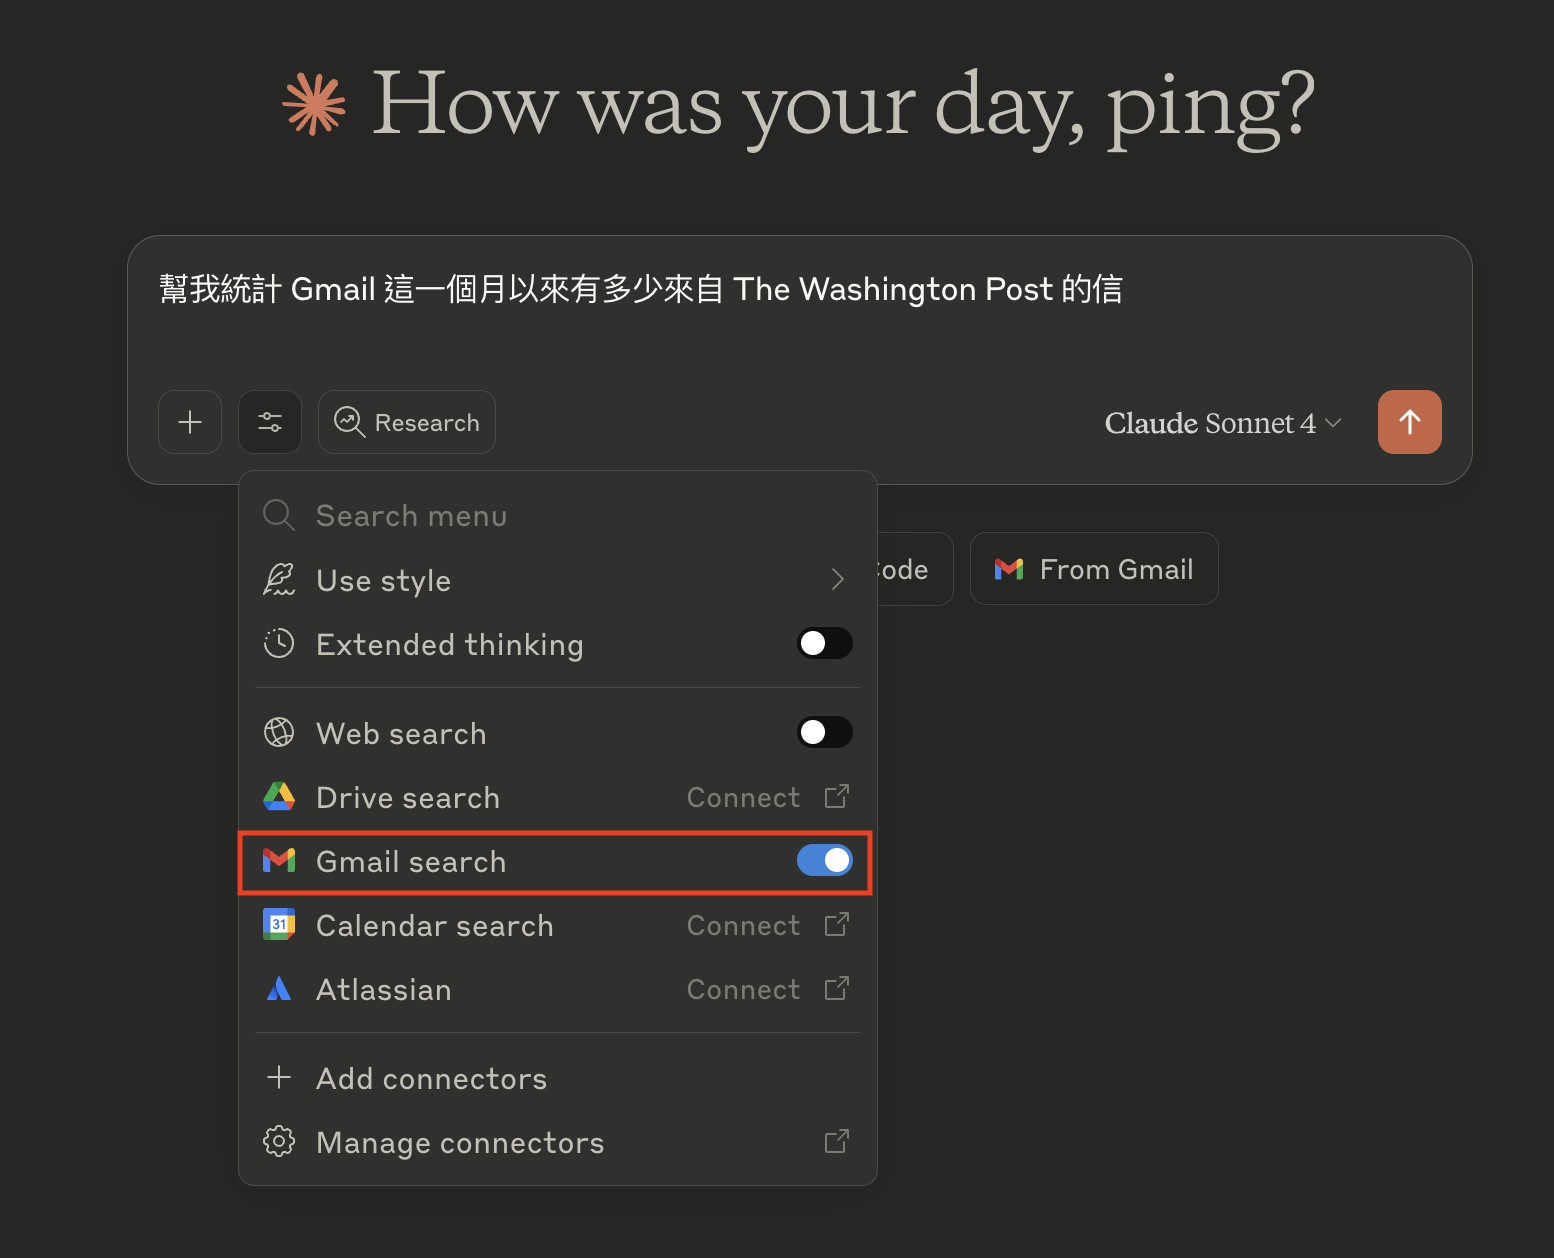 How was your day, ping?
幫我統計 Gmail 這一個月以來有多少來自 The Washington Post 的信
Research
Claude Sonnet 4
Search menu
Use style
Code
From Gmail
Extended thinking
Web search
Drive search Connect
Gmail search
31 Calendar search Connect
Atlassian Connect
Add connectors
Manage connectors